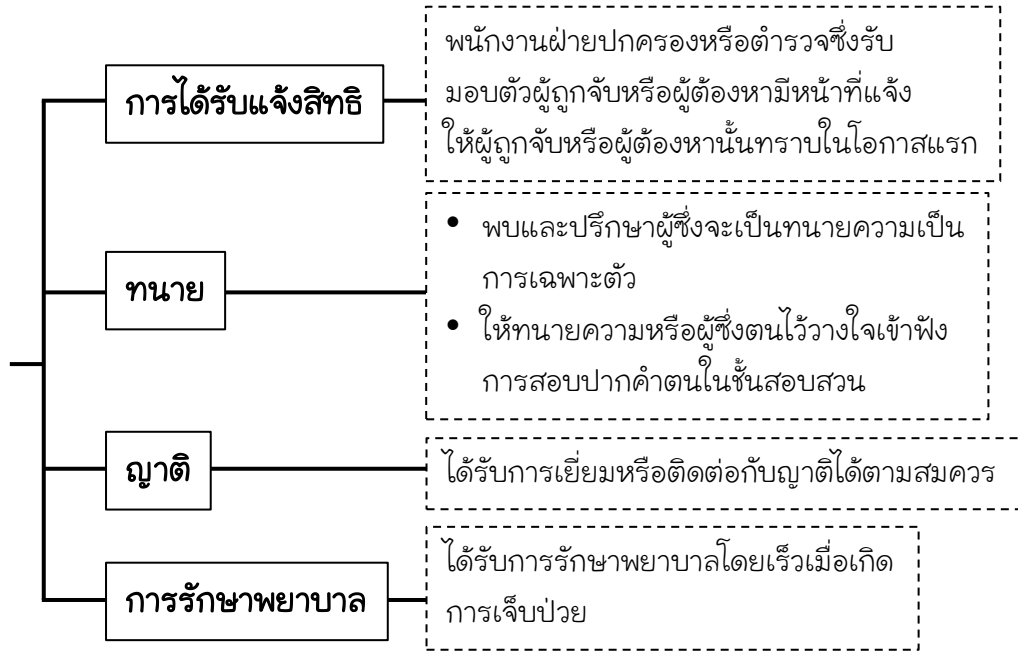 การได้รับแจ้งสิทธิ
พนักงานฝ่ายปกครองหรือตำรวจซึ่งรับ
มอบตัวผู้ถูกจับหรือผู้ต้องหามีหน้าที่แจ้ง
ให้ผู้ถูกจับหรือผู้ต้องหานั้นทราบในโอกาสแรก
ทนาย
• พบและปรึกษาผู้ซึ่งจะเป็นทนายความเป็น
การเฉพาะตัว
• ให้ทนายความหรือผู้ซึ่งตนไว้วางใจเข้าฟัง
การสอบปากคำตนในชั้นสอบสวน
ญาติ
ได้รับการเยี่ยมหรือติดต่อกับญาติได้ตามสมควร
การรักษาพยาบาล
ได้รับการรักษาพยาบาลโดยเร็วเมื่อเกิด
การเจ็บป่วย